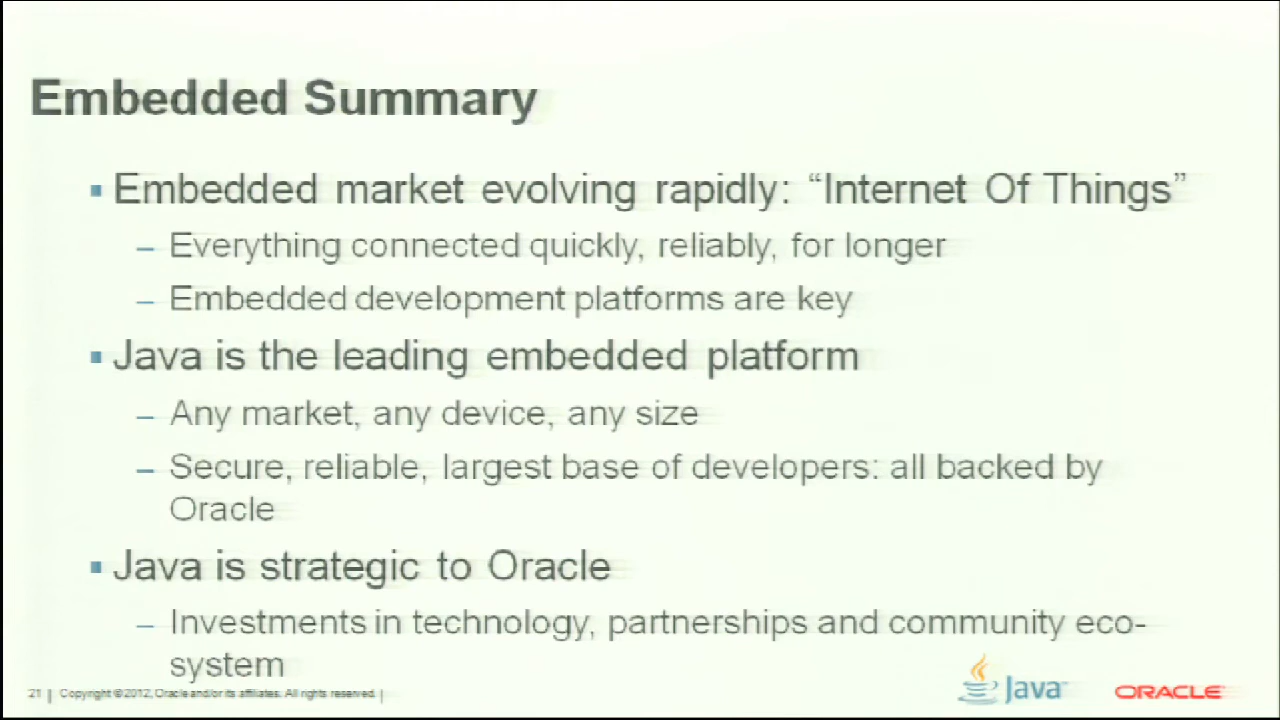 Embedded Summary
▪ Embedded market evolving rapidly: “Internet Of Things”
– Everything connected quickly, reliably, for longer
– Embedded development platforms are key
▪ Java is the leading embedded platform
– Any market, any device, any size
– Secure, reliable, largest base of developers: all backed by
Oracle
▪ Java is strategic to Oracle
– Investments in technology, partnerships and community eco-
system
21 | Copyright © 2012, Oracle and/or its affiliates. All rights reserved. |
Java
ORACLE